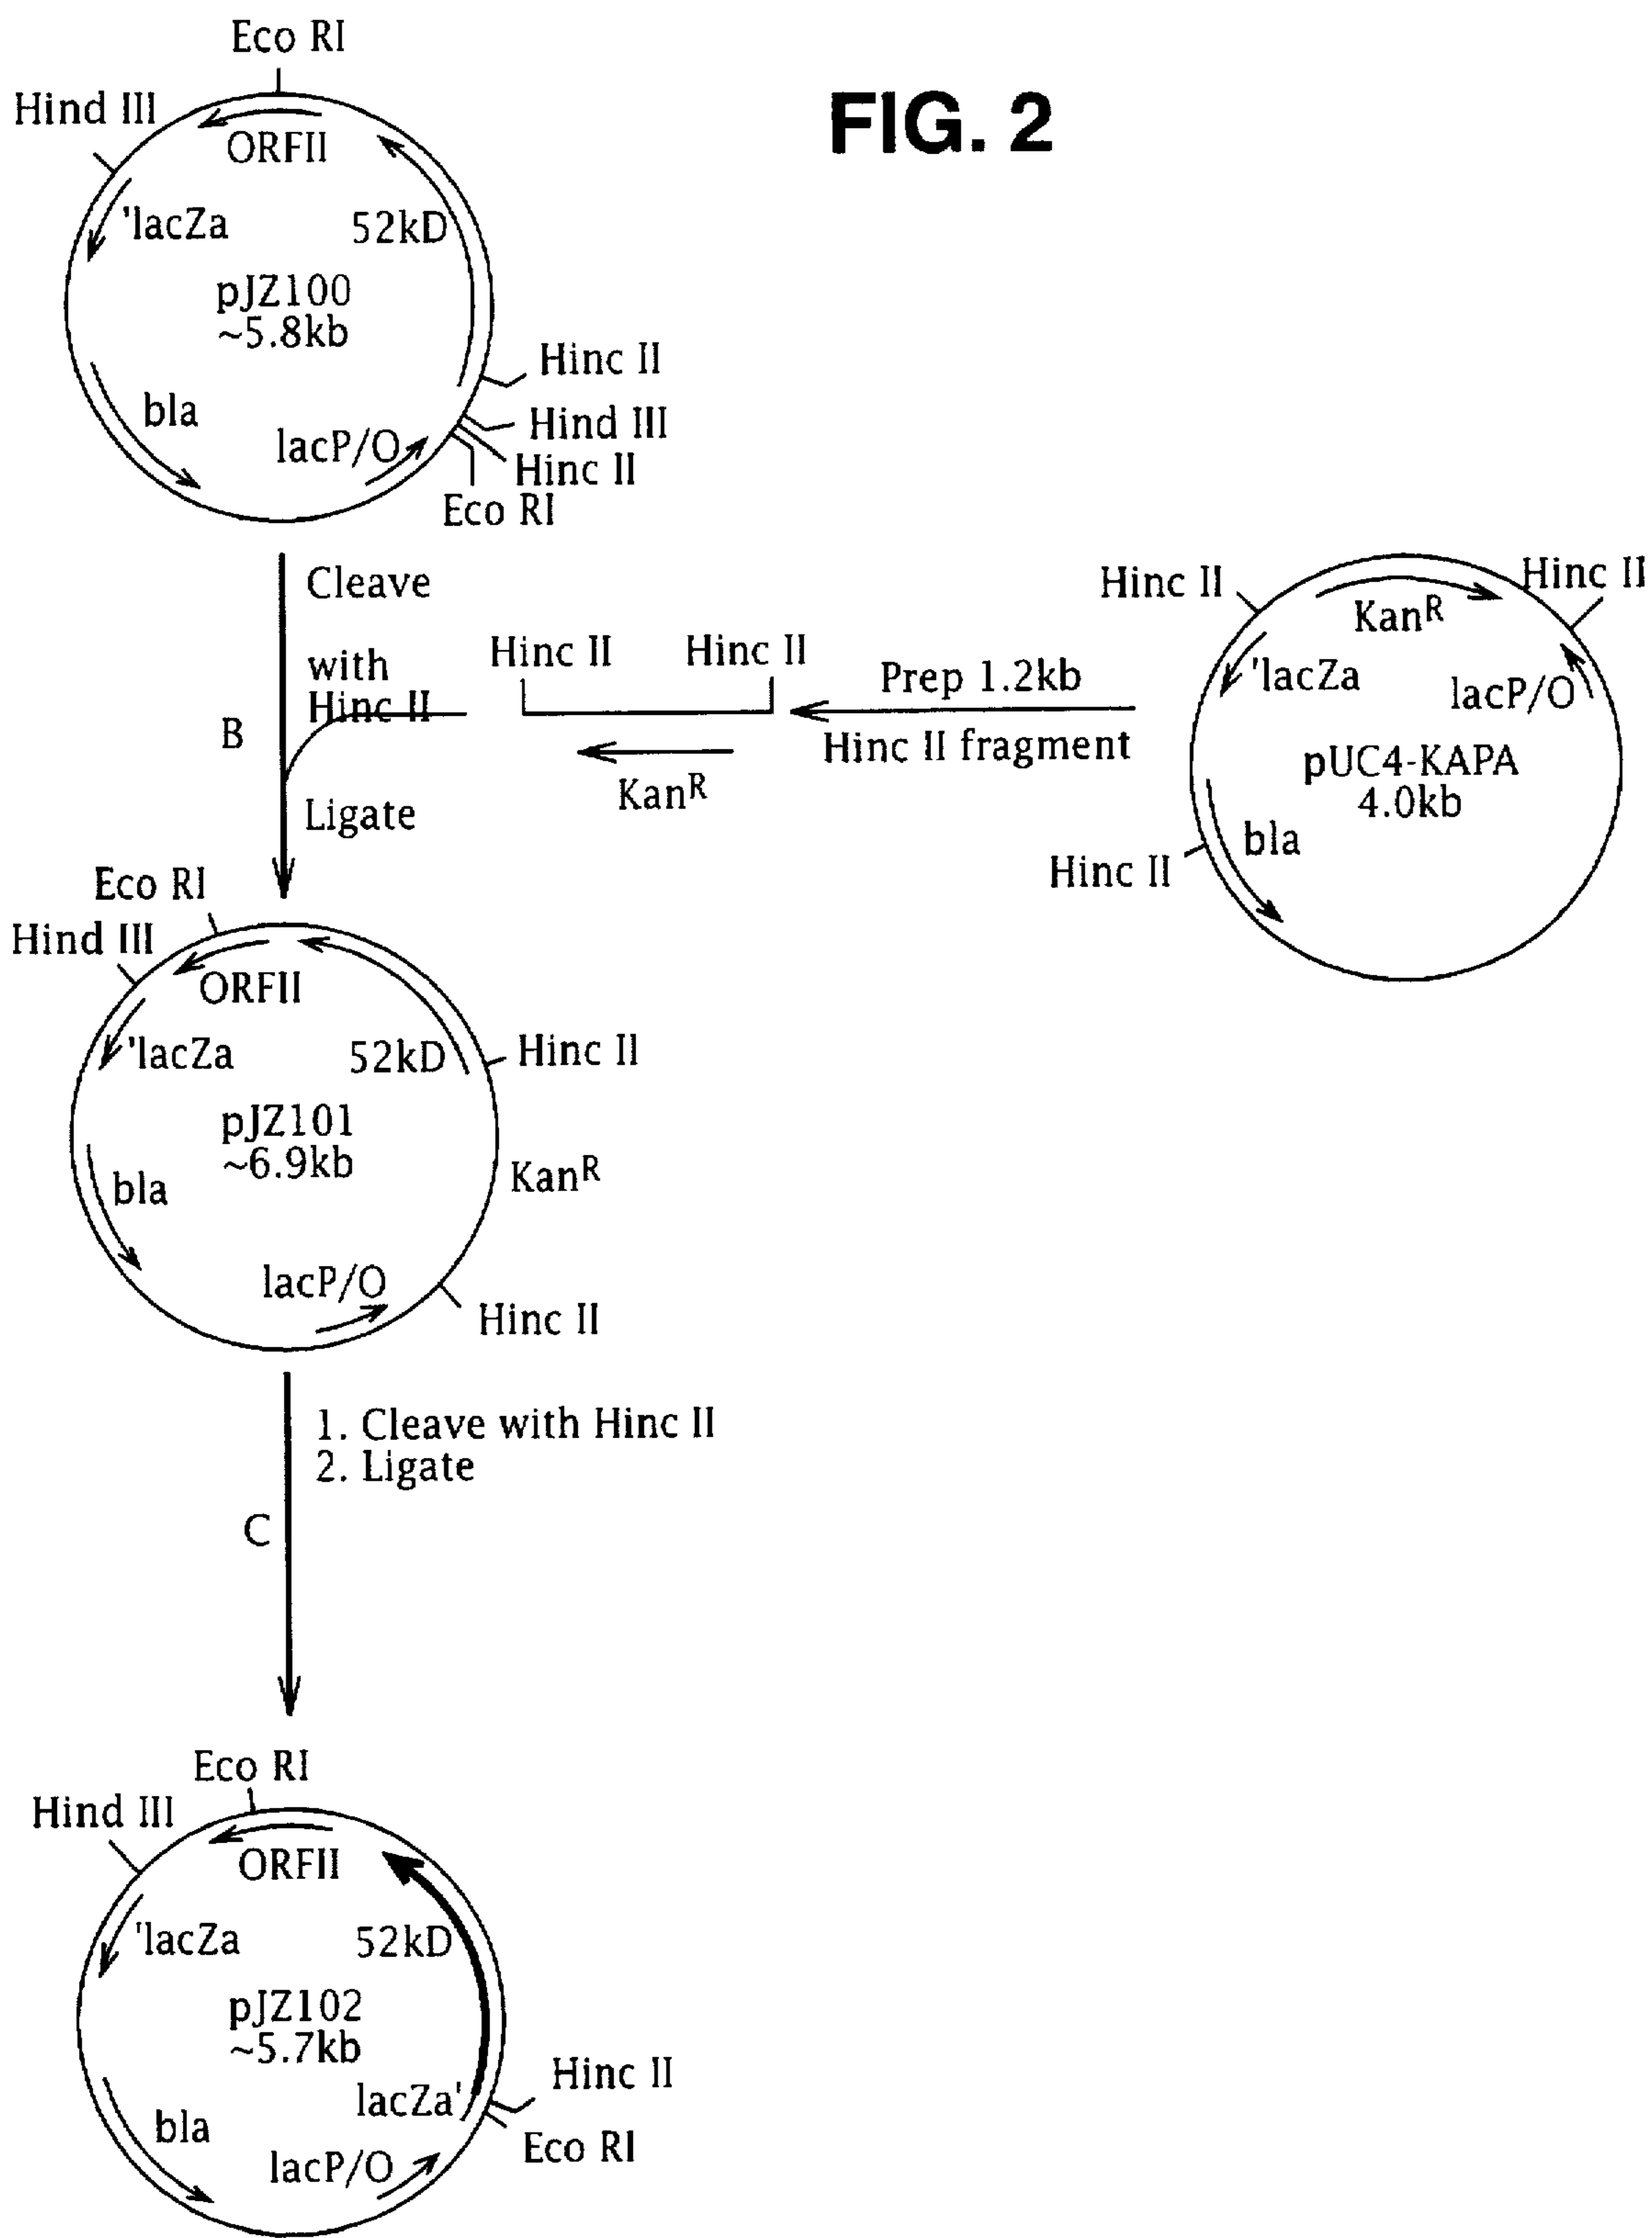 FIG. 2
Eco RI
Hind III
ORFII
'lacZa
52kD
pJZ100
~5.8kb
Hinc II
bla
Hind III
lacP/O
Hinc II
Eco RI
Cleave
with
Hinc II
B
Ligate
Hinc II
Hinc II
KanR
Prep 1.2kb
Hinc II fragment
Hinc II
Hinc II
KanR
'lacZa
lacP/O
pUC4-KAPA
4.0kb
bla
Hinc II
Eco RI
Hind III
ORFII
'lacZa
52kD
Hinc II
pJZ101
~6.9kb
KanR
bla
lacP/O
Hinc II
1. Cleave with Hinc II
2. Ligate
C
Eco RI
Hind III
ORFII
'lacZa
52kD
pJZ102
~5.7kb
Hinc II
lacZa'
bla
Eco RI
lacP/O